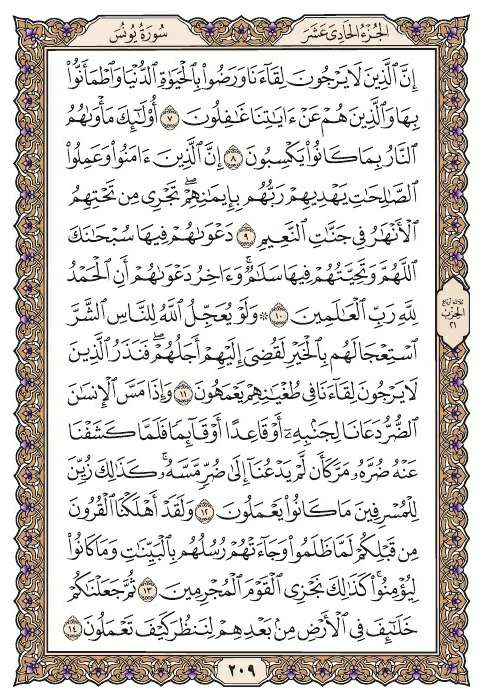 الجزء الحادي عشر
سورة يونس
إِنَّ ٱلَّذِينَ لَا يَرۡجُونَ لِقَآءَنَا وَرَضُواْ بِٱلۡحَيَوٰةِ ٱلدُّنۡيَا وَٱطۡمَأَنُّواْ
بِهَا وَٱلَّذِينَ هُمۡ عَنۡ ءَايَٰتِنَا غَٰفِلُونَ ٧ أُوْلَٰٓئِكَ مَأۡوَىٰهُمُ
ٱلنَّارُ بِمَا كَانُواْ يَكۡسِبُونَ ٨ إِنَّ ٱلَّذِينَ ءَامَنُواْ وَعَمِلُواْ
ٱلصَّٰلِحَٰتِ يَهۡدِيهِمۡ رَبُّهُم بِإِيمَٰنِهِمۡۖ تَجۡرِي مِن تَحۡتِهِمُ
ٱلۡأَنۡهَٰرُ فِي جَنَّٰتِ ٱلنَّعِيمِ ٩ دَعۡوَىٰهُمۡ فِيهَا سُبۡحَٰنَكَ
ٱللَّهُمَّ وَتَحِيَّتُهُمۡ فِيهَا سَلَٰمٞۚ وَءَاخِرُ دَعۡوَىٰهُمۡ أَنِ ٱلۡحَمۡدُ
لِلَّهِ رَبِّ ٱلۡعَٰلَمِينَ ١٠ ۞ وَلَوۡ يُعَجِّلُ ٱللَّهُ لِلنَّاسِ ٱلشَّرَّ
ٱسۡتِعۡجَالَهُم بِٱلۡخَيۡرِ لَقُضِيَ إِلَيۡهِمۡ أَجَلُهُمۡۖ فَنَذَرُ ٱلَّذِينَ
لَا يَرۡجُونَ لِقَآءَنَا فِي طُغۡيَٰنِهِمۡ يَعۡمَهُونَ ١١ وَإِذَا مَسَّ ٱلۡإِنسَٰنَ
ٱلضُّرُّ دَعَانَا لِجَنۢبِهِۦٓ أَوۡ قَاعِدًا أَوۡ قَآئِمٗا فَلَمَّا كَشَفۡنَا
عَنۡهُ ضُرَّهُۥ مَرَّ كَأَن لَّمۡ يَدۡعُنَآ إِلَىٰ ضُرّٖ مَّسَّهُۥۚ كَذَٰلِكَ زُيِّنَ
لِلۡمُسۡرِفِينَ مَا كَانُواْ يَعۡمَلُونَ ١٢ وَلَقَدۡ أَهۡلَكۡنَا ٱلۡقُرُونَ
مِن قَبۡلِكُمۡ لَمَّا ظَلَمُواْ وَجَآءَتۡهُمۡ رُسُلُهُم بِٱلۡبَيِّنَٰتِ وَمَا كَانُواْ
لِيُؤۡمِنُواْۚ كَذَٰلِكَ نَجۡزِي ٱلۡقَوۡمَ ٱلۡمُجۡرِمِينَ ١٣ ثُمَّ جَعَلۡنَٰكُمۡ
خَلَٰٓئِفَ فِي ٱلۡأَرۡضِ مِنۢ بَعۡدِهِمۡ لِنَنظُرَ كَيۡفَ تَعۡمَلُونَ ١٤
ثلاثة أرباع
الحزب
٢١
٢٠٩